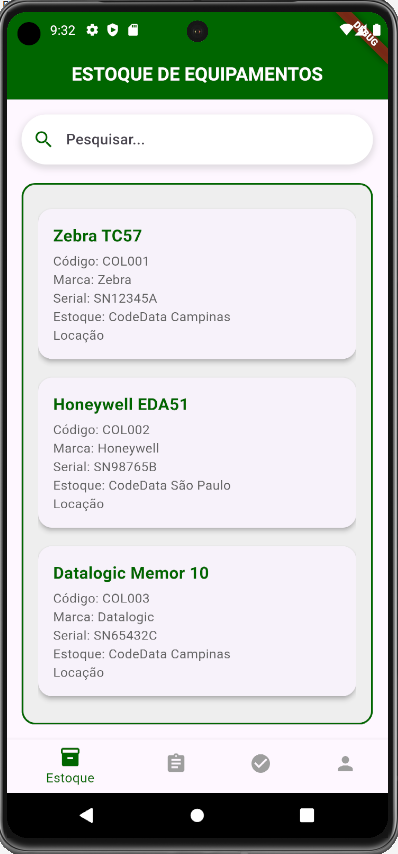 9:32
DEBUG
ESTOQUE DE EQUIPAMENTOS
Pesquisar...
Zebra TC57
Código: COL001
Marca: Zebra
Serial: SN12345A
Estoque: CodeData Campinas
Locação
Honeywell EDA51
Código: COL002
Marca: Honeywell
Serial: SN98765B
Estoque: CodeData São Paulo
Locação
Datalogic Memor 10
Código: COL003
Marca: Datalogic
Serial: SN65432C
Estoque: CodeData Campinas
Locação
Estoque